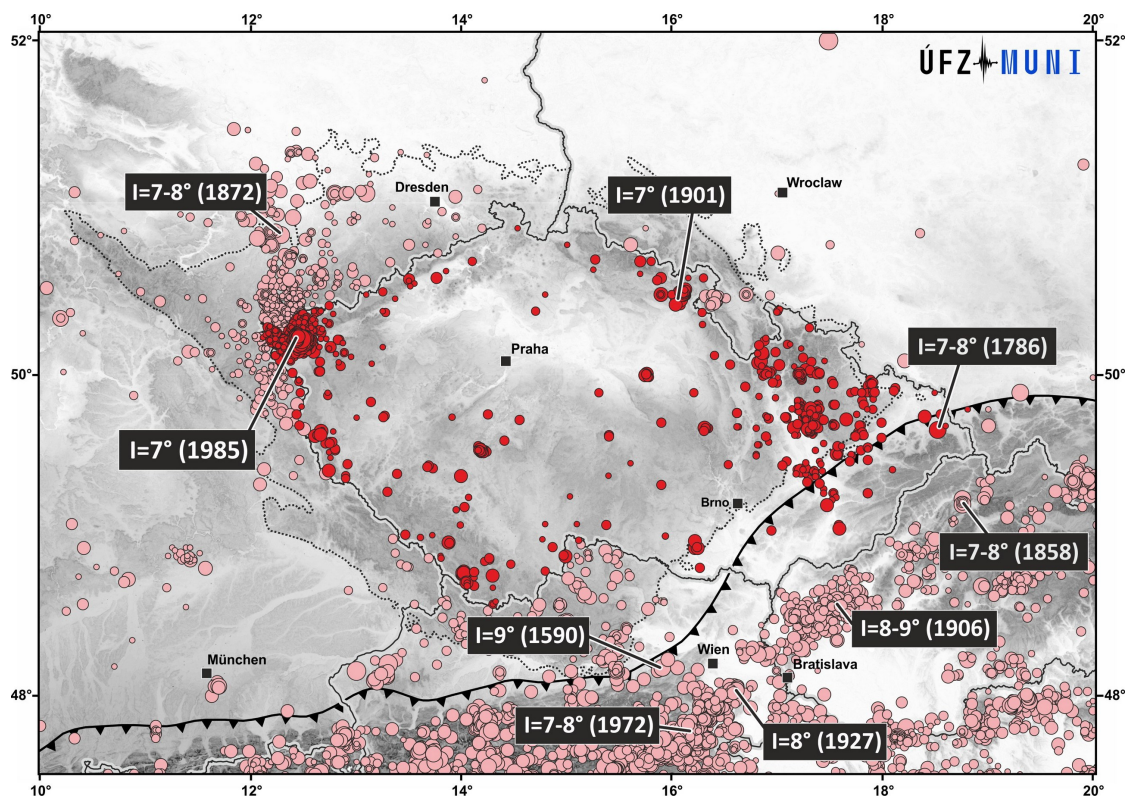 10° 12° 14° 16° 18° 20°
52° 52°
ÚFZ MUNI
Dresden
I=7-8° (1872)
I=7° (1901)
Wroclaw
I=7-8° (1786)
Praha
50° 50°
I=7° (1985)
Brno
I=7-8° (1858)
I=9° (1590)
I=8-9° (1906)
Wien
München
Bratislava
48° 48°
I=7-8° (1972)
I=8° (1927)
10° 12° 14° 16° 18° 20°